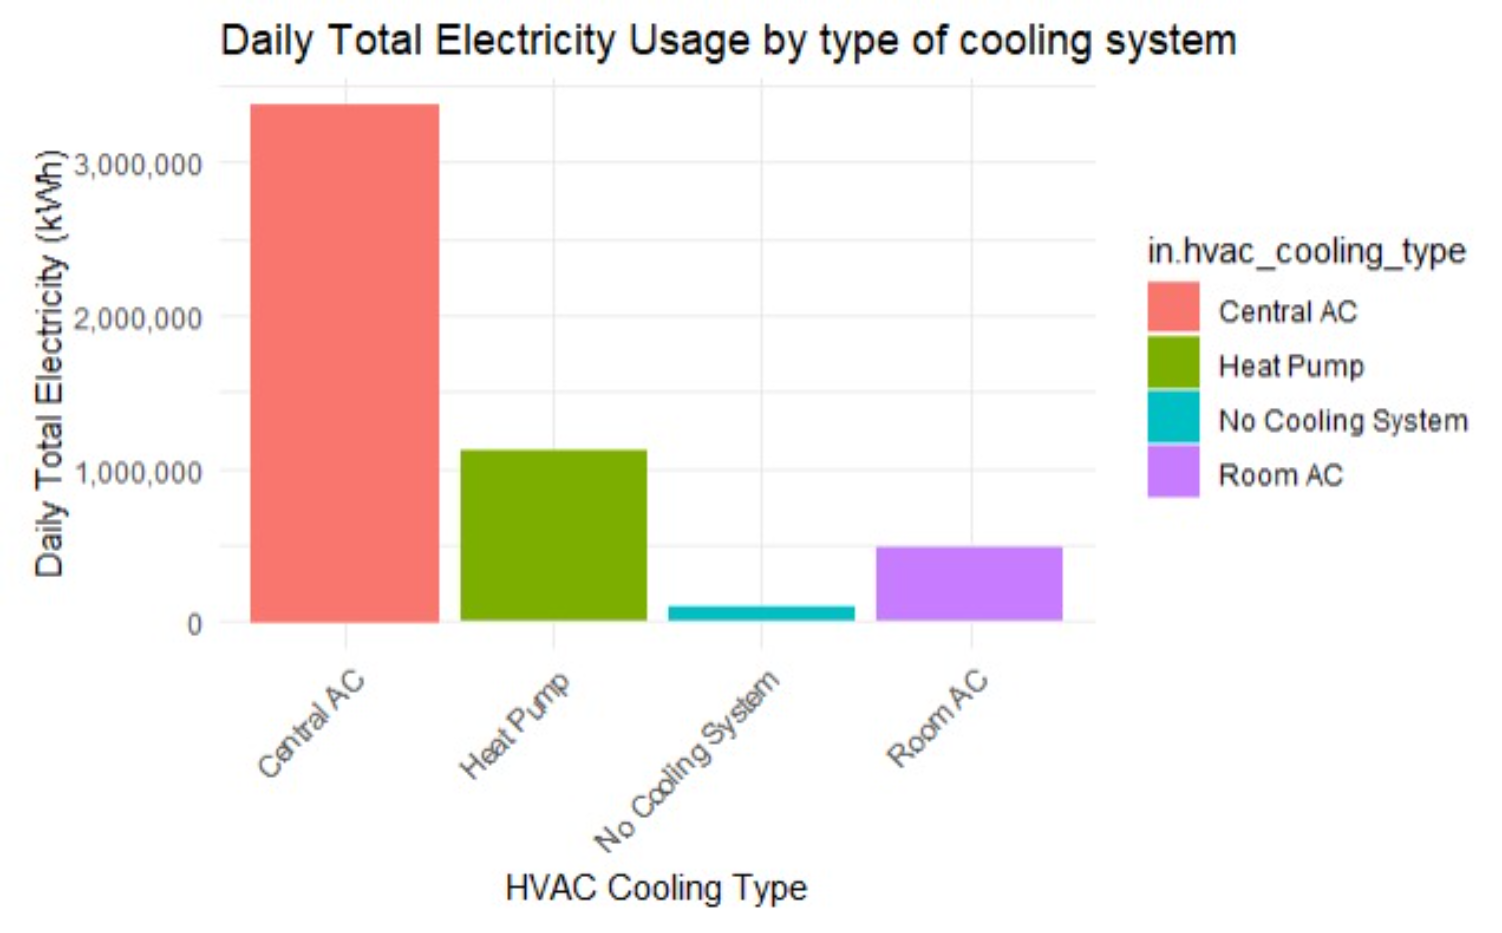 Daily Total Electricity Usage by type of cooling system
Daily Total Electricity (kWh)
3,000,000
2,000,000
1,000,000
0
Central AC
Heat Pump
No Cooling System
Room AC
HVAC Cooling Type
in.hvac_cooling_type
Central AC
Heat Pump
No Cooling System
Room AC